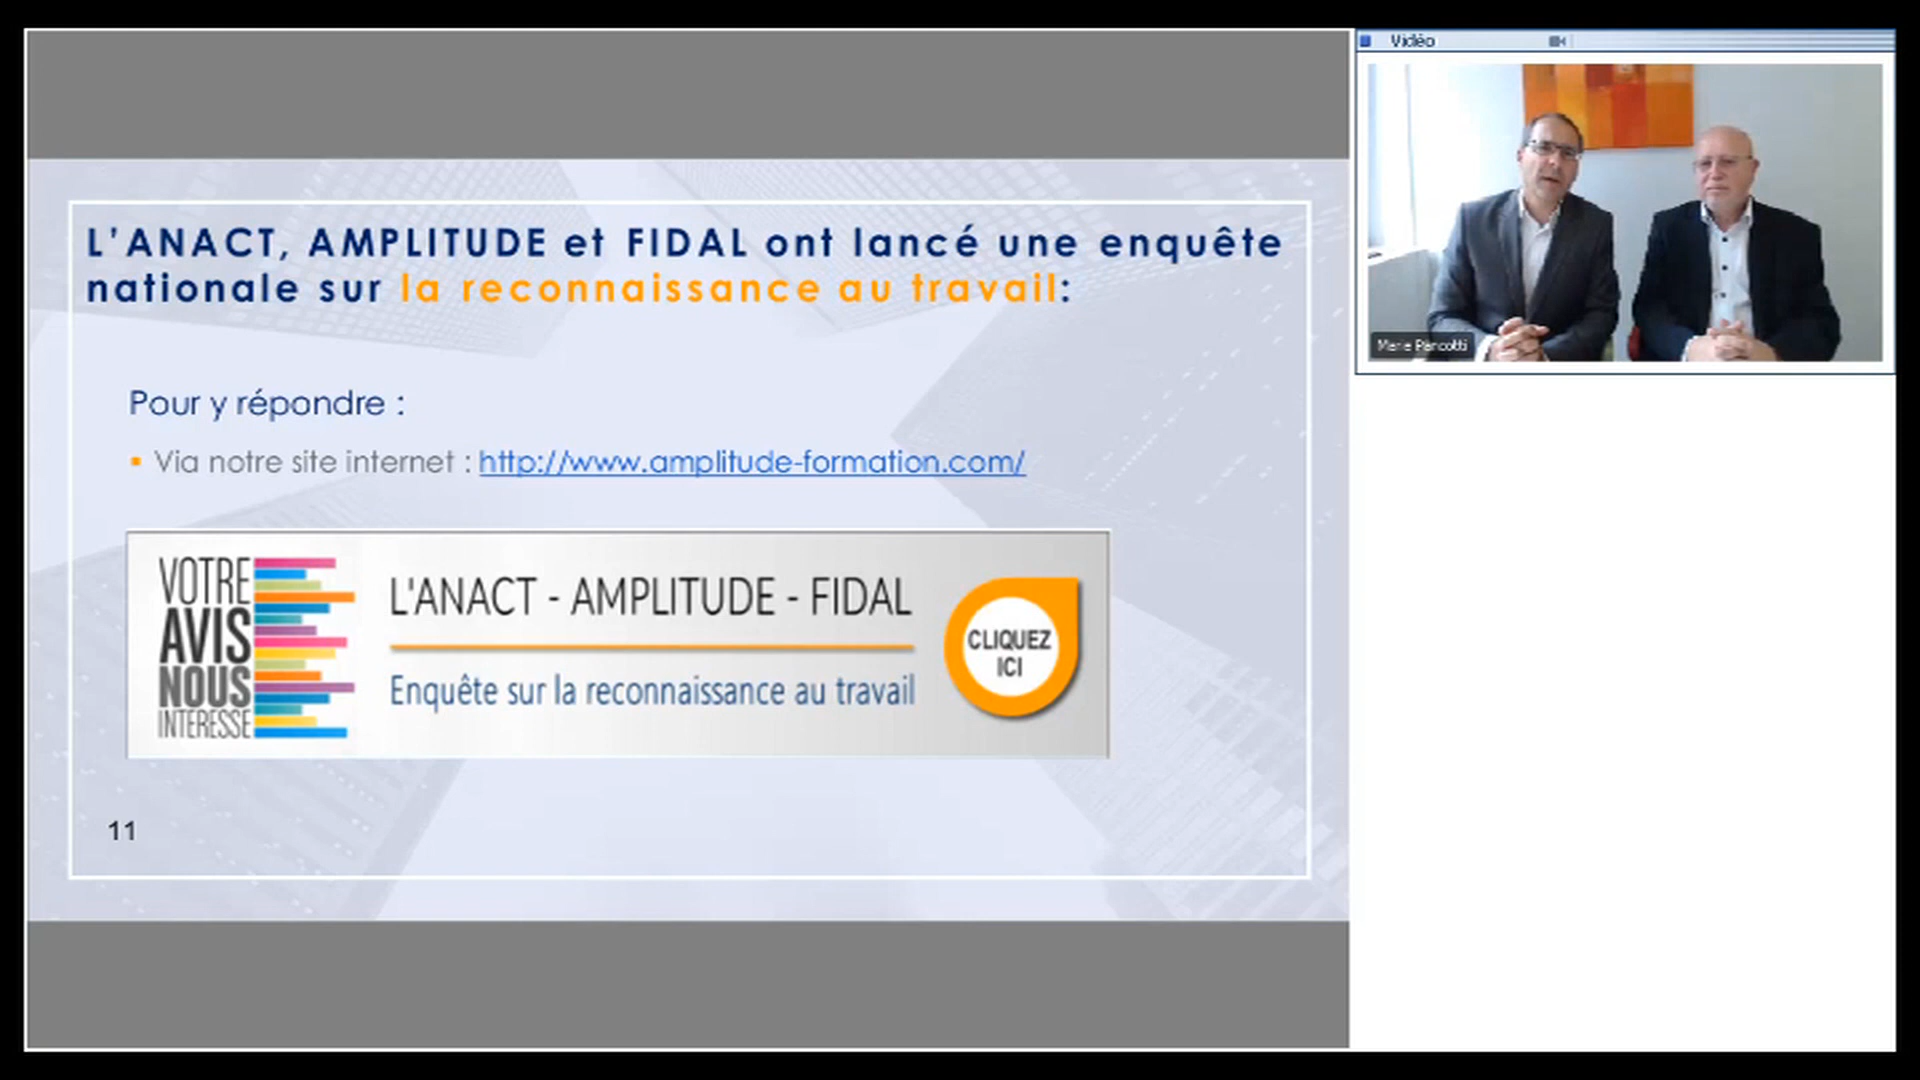 L'ANACT, AMPLITUDE et FIDAL ont lancé une enquête
nationale sur la reconnaissance au travail:
Pour y répondre :
Via notre site internet : http://www.amplitude-formation.com/
VOTRE
AVIS
NOUS
INTERESSE
L'ANACT - AMPLITUDE - FIDAL
Enquête sur la reconnaissance au travail
CLIQUEZ
ICI
11
Vidéo
Marie Pancotti